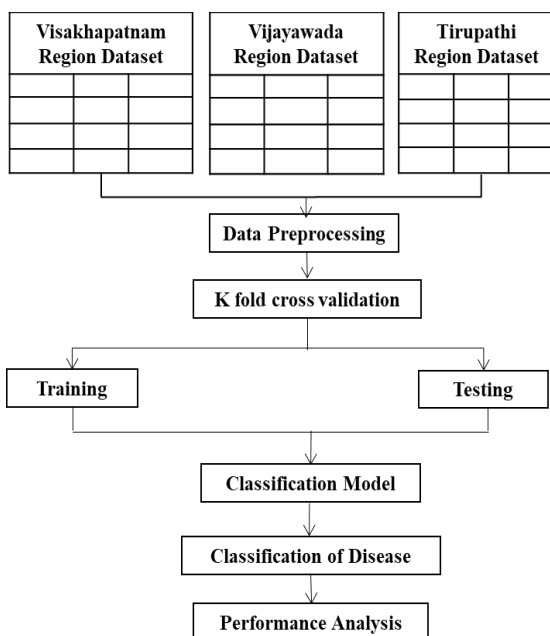 Visakhapatnam
Region Dataset
Vijayawada
Region Dataset
Tirupathi
Region Dataset
Data Preprocessing
K fold cross validation
Training
Testing
Classification Model
Classification of Disease
Performance Analysis